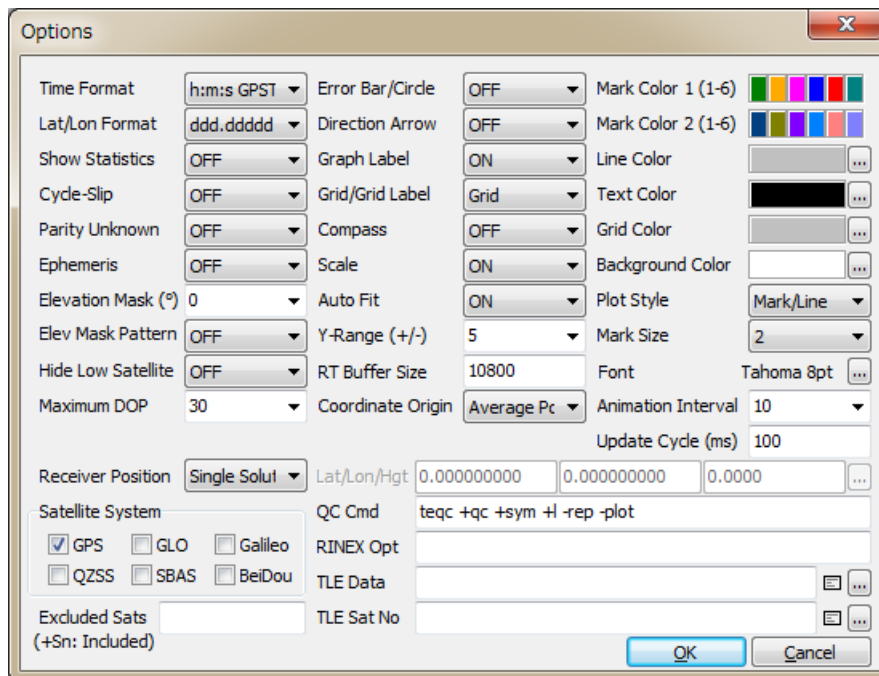 Options
Time Format h:m:s GPST Error Bar/Circle OFF Mark Color 1 (1-6)
Lat/Lon Format ddd.ddddd Direction Arrow OFF Mark Color 2 (1-6)
Show Statistics OFF Graph Label ON Line Color ...
Cycle-Slip OFF Grid/Grid Label Grid Text Color ...
Parity Unknown OFF Compass OFF Grid Color ...
Ephemeris OFF Scale ON Background Color ...
Elevation Mask (°) 0 Auto Fit ON Plot Style Mark/Line
Elev Mask Pattern OFF Y-Range (+/-) 5 Mark Size 2
Hide Low Satellite OFF RT Buffer Size 10800 Font Tahoma 8pt ...
Maximum DOP 30 Coordinate Origin Average Pc Animation Interval 10
Update Cycle (ms) 100
Receiver Position Single Solut Lat/Lon/Hgt 0.000000000 0.000000000 0.0000 ...
Satellite System QC Cmd teqc +qc +sym +l -rep -plot
GPS GLO Galileo RINEX Opt
QZSS SBAS BeiDou TLE Data ...
Excluded Sats TLE Sat No ...
(+Sn: Included)
OK Cancel